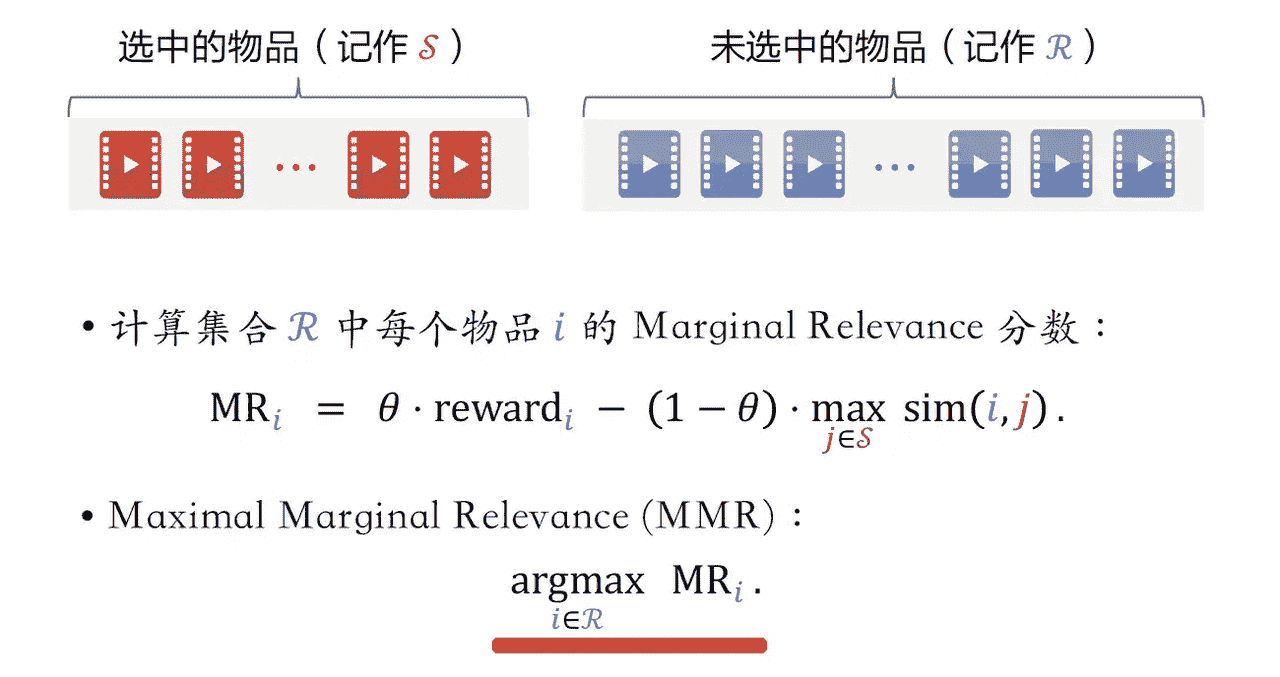 选中的物品（记作 𝒮）
未选中的物品（记作 ℛ）
• 计算集合 ℛ 中每个物品 i 的 Marginal Relevance 分数：
MRᵢ = θ · rewardᵢ − (1 − θ) · max sim(i, j).
j∈𝒮
• Maximal Marginal Relevance (MMR)：
argmax MRᵢ.
i∈ℛ